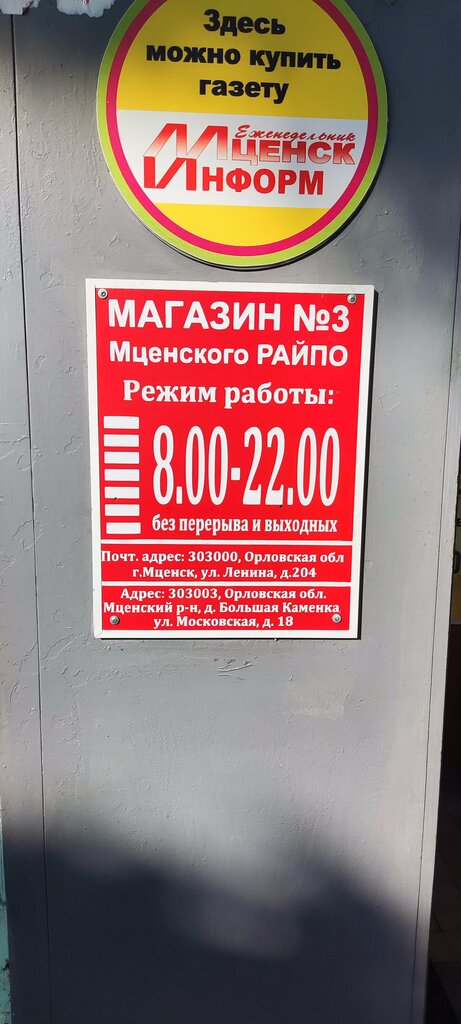 Здесь
можно купить
газету
Еженедельник
МЦЕНСК
ИНФОРМ
МАГАЗИН №3
Мценского РАЙПО
Режим работы:
8.00-22.00
без перерыва и выходных
Почт. адрес: 303000, Орловская обл
г.Мценск, ул. Ленина, д.204
Адрес: 303003, Орловская обл.
Мценский р-н, д. Большая Каменка
ул. Московская, д. 18